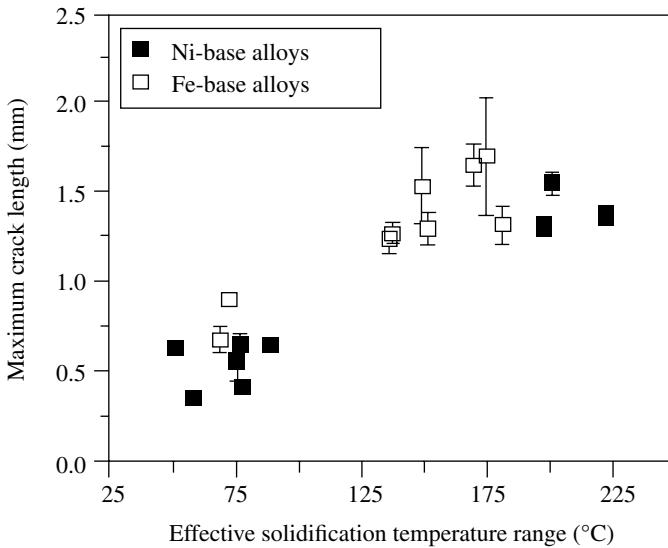 2.5
2.0
1.5
1.0
0.5
0.0
Maximum crack length (mm)
Ni-base alloys
Fe-base alloys
25 75 125 175 225
Effective solidification temperature range (°C)